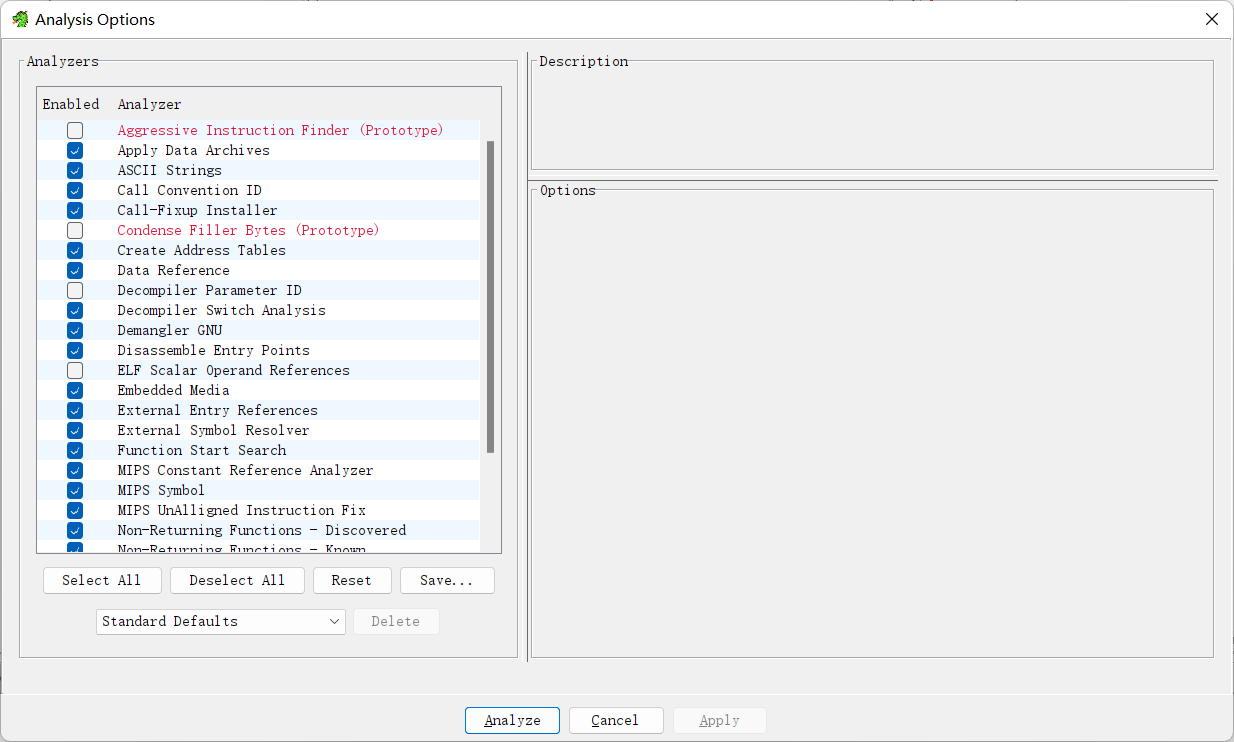 Analysis Options
Analyzers
Enabled Analyzer
Aggressive Instruction Finder (Prototype)
Apply Data Archives
ASCII Strings
Call Convention ID
Call-Fixup Installer
Condense Filler Bytes (Prototype)
Create Address Tables
Data Reference
Decompiler Parameter ID
Decompiler Switch Analysis
Demangler GNU
Disassemble Entry Points
ELF Scalar Operand References
Embedded Media
External Entry References
External Symbol Resolver
Function Start Search
MIPS Constant Reference Analyzer
MIPS Symbol
MIPS UnAlligned Instruction Fix
Non-Returning Functions - Discovered
Non-Returning Functions - Known
Select All Deselect All Reset Save...
Standard Defaults Delete
Description
Options
Analyze Cancel Apply